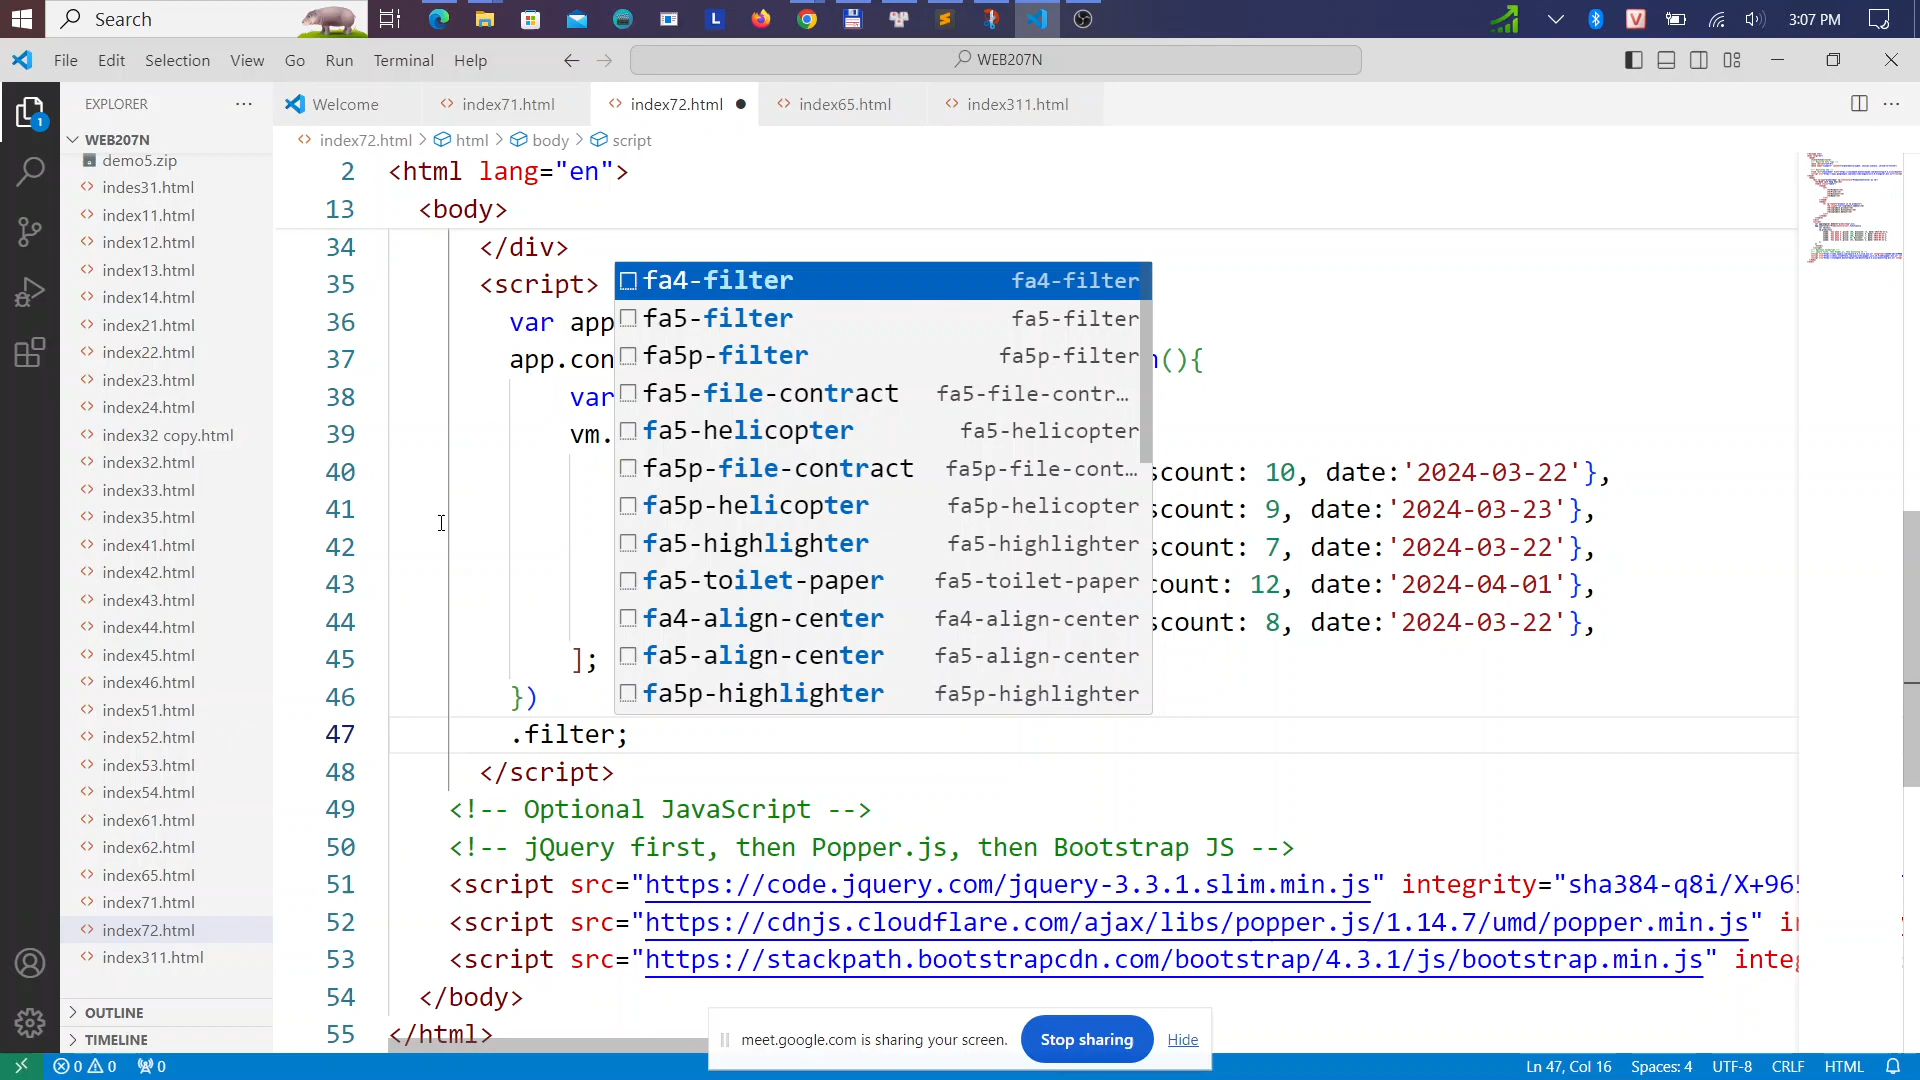 Search
3:07 PM
File Edit Selection View Go Run Terminal Help
WEB207N
EXPLORER
Welcome
index71.html
index72.html
index65.html
index311.html
WEB207N
demo5.zip
indes31.html
index11.html
index12.html
index13.html
index14.html
index21.html
index22.html
index23.html
index24.html
index32 copy.html
index32.html
index33.html
index35.html
index41.html
index42.html
index43.html
index44.html
index45.html
index46.html
index51.html
index52.html
index53.html
index54.html
index61.html
index62.html
index65.html
index71.html
index72.html
index311.html
OUTLINE
TIMELINE
index72.html > html > body > script
2 <html lang="en">
13 <body>
34 </div>
35 <script>
36 var app
37 app.con (){
38 var
39 vm.
40 count: 10, date:'2024-03-22'},
41 count: 9, date:'2024-03-23'},
42 count: 7, date:'2024-03-22'},
43 count: 12, date:'2024-04-01'},
44 count: 8, date:'2024-03-22'},
45 ];
46 })
47 .filter;
48 </script>
49 <!-- Optional JavaScript -->
50 <!-- jQuery first, then Popper.js, then Bootstrap JS -->
51 <script src="https://code.jquery.com/jquery-3.3.1.slim.min.js" integrity="sha384-q8i/X+965
52 <script src="https://cdnjs.cloudflare.com/ajax/libs/popper.js/1.14.7/umd/popper.min.js" in
53 <script src="https://stackpath.bootstrapcdn.com/bootstrap/4.3.1/js/bootstrap.min.js" integ
54 </body>
55 </html>
fa4-filter fa4-filter
fa5-filter fa5-filter
fa5p-filter fa5p-filter
fa5-file-contract fa5-file-contr…
fa5-helicopter fa5-helicopter
fa5p-file-contract fa5p-file-cont…
fa5p-helicopter fa5p-helicopter
fa5-highlighter fa5-highlighter
fa5-toilet-paper fa5-toilet-paper
fa4-align-center fa4-align-center
fa5-align-center fa5-align-center
fa5p-highlighter fa5p-highlighter
meet.google.com is sharing your screen. Stop sharing Hide
0 0 0 Ln 47, Col 16 Spaces: 4 UTF-8 CRLF HTML